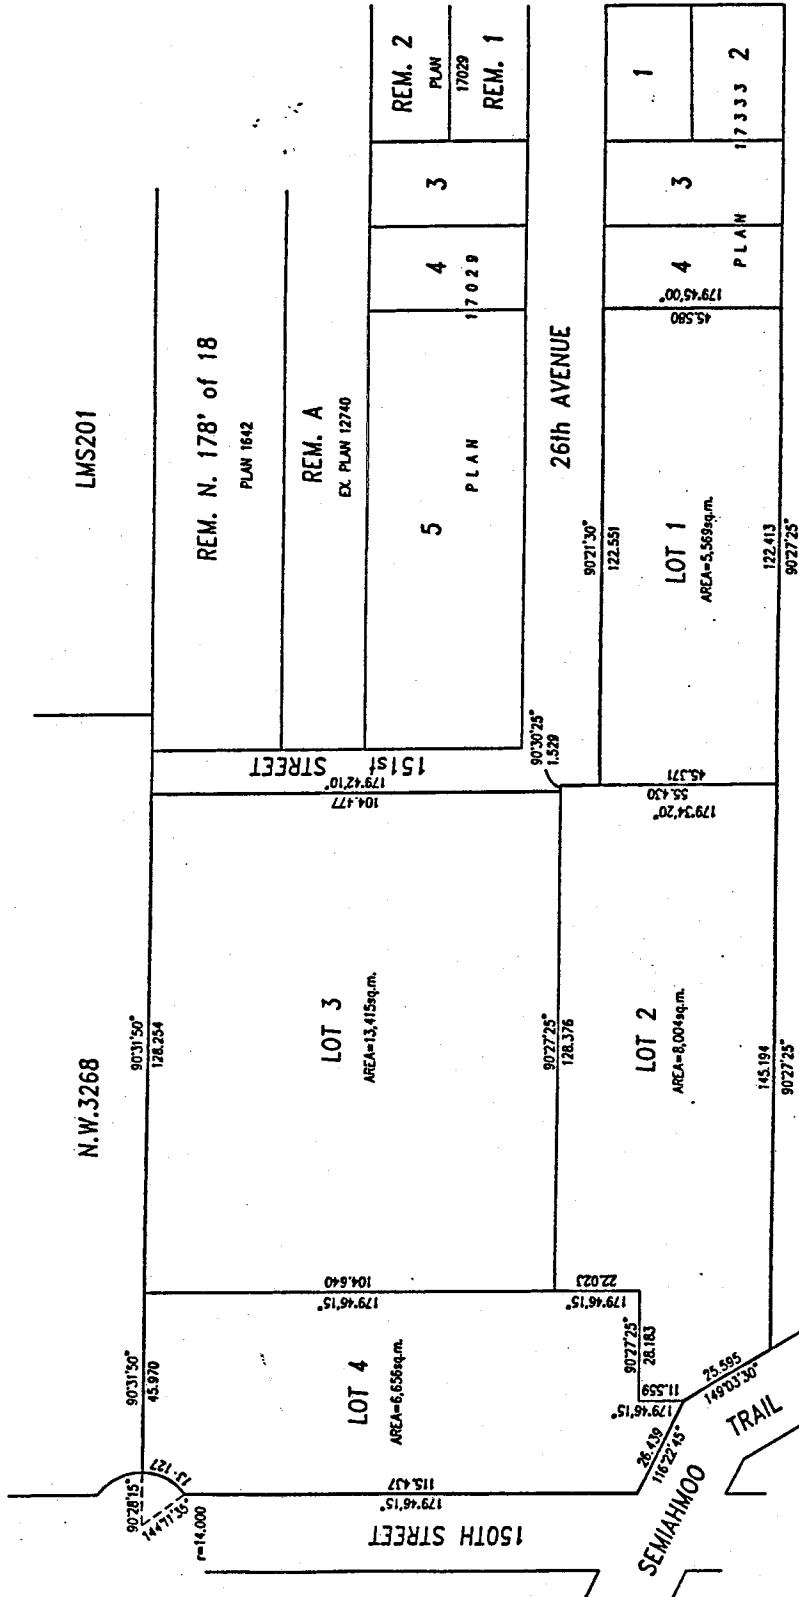 LMS201
N.W.3268
REM. N. 178' of 18
PLAN 1642
REM. A
EX. PLAN 12740
REM. 2
PLAN
17029
REM. 1
3
4
17029
5
PLAN
26th AVENUE
1
2
17333
3
4
PLAN
179°45'00"
45.580
90°21'30"
122.551
LOT 1
AREA=5,569sq.m.
122.413
90°27'25"
151st
STREET
179°42'10"
104.477
90°30'25"
1.529
45.371
55.430
179°34'20"
90°31'50"
128.254
LOT 3
AREA=13,415sq.m.
90°27'25"
128.376
LOT 2
AREA=8,004sq.m.
145.194
90°27'25"
104.640
179°46'15"
22.023
179°46'15"
90°27'25"
28.183
11.559
179°46'15"
25.595
149°03'30"
90°31'50"
45.970
LOT 4
AREA=6,656sq.m.
26.439
116°22'45"
115.437
179°46'15"
13.127
90°28'15"
144°11'35"
r=14.000
150TH STREET
SEMIAHMOO
TRAIL